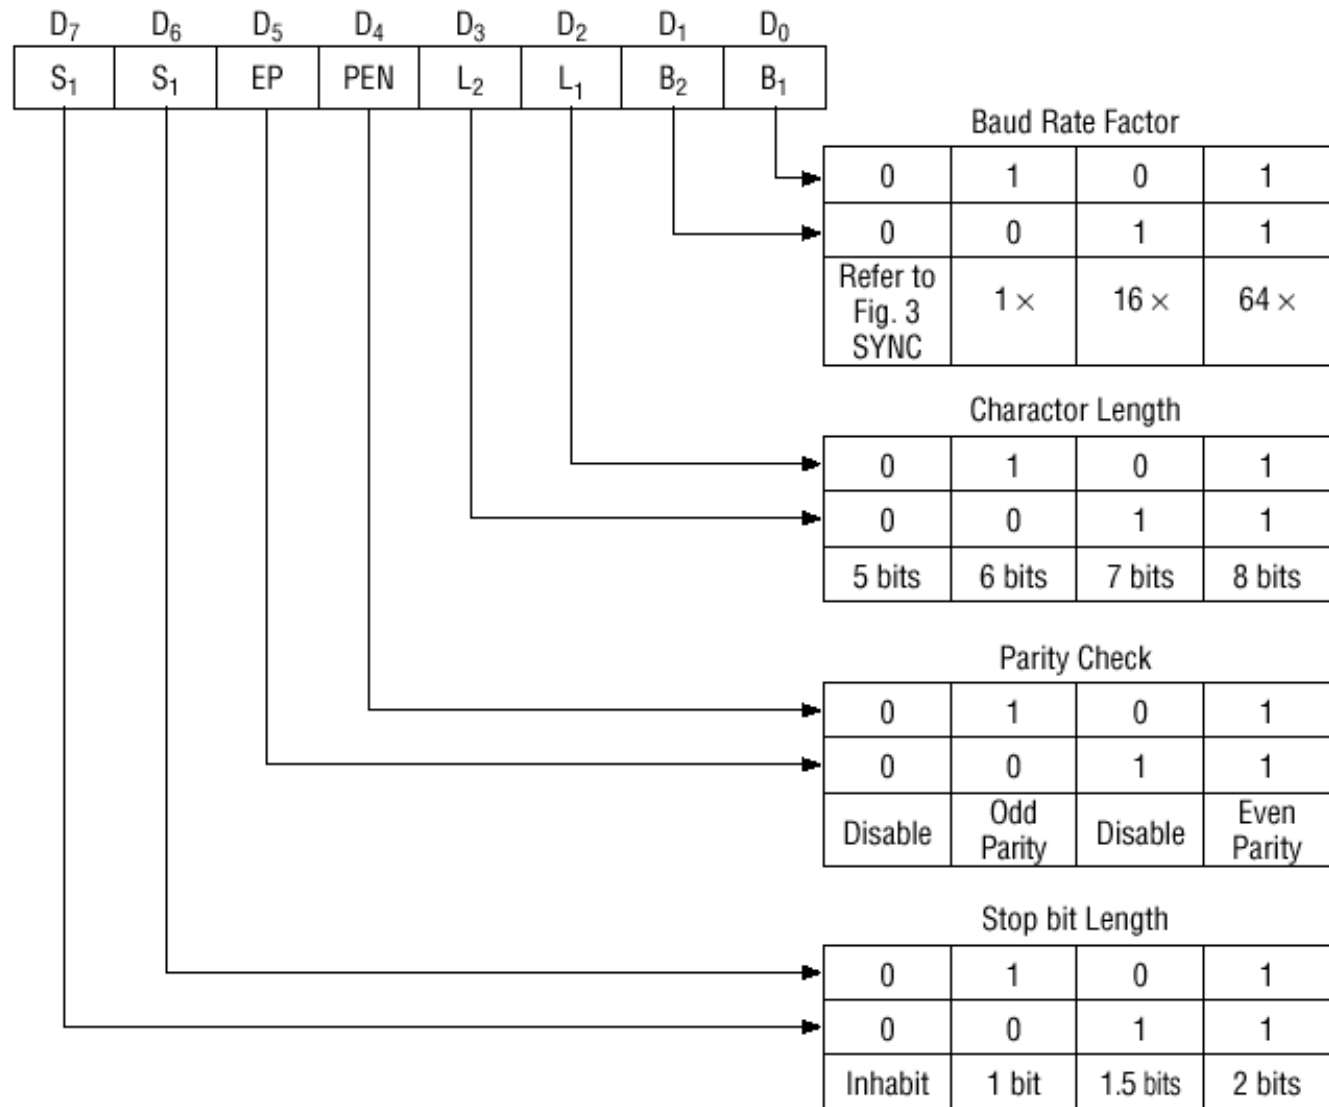 D₇ D₆ D₅ D₄ D₃ D₂ D₁ D₀
S₁ S₁ EP PEN L₂ L₁ B₂ B₁
Baud Rate Factor
0 1 0 1
0 0 1 1
Refer to Fig. 3 SYNC 1 × 16 × 64 ×
Charactor Length
0 1 0 1
0 0 1 1
5 bits 6 bits 7 bits 8 bits
Parity Check
0 1 0 1
0 0 1 1
Disable Odd Parity Disable Even Parity
Stop bit Length
0 1 0 1
0 0 1 1
Inhabit 1 bit 1.5 bits 2 bits